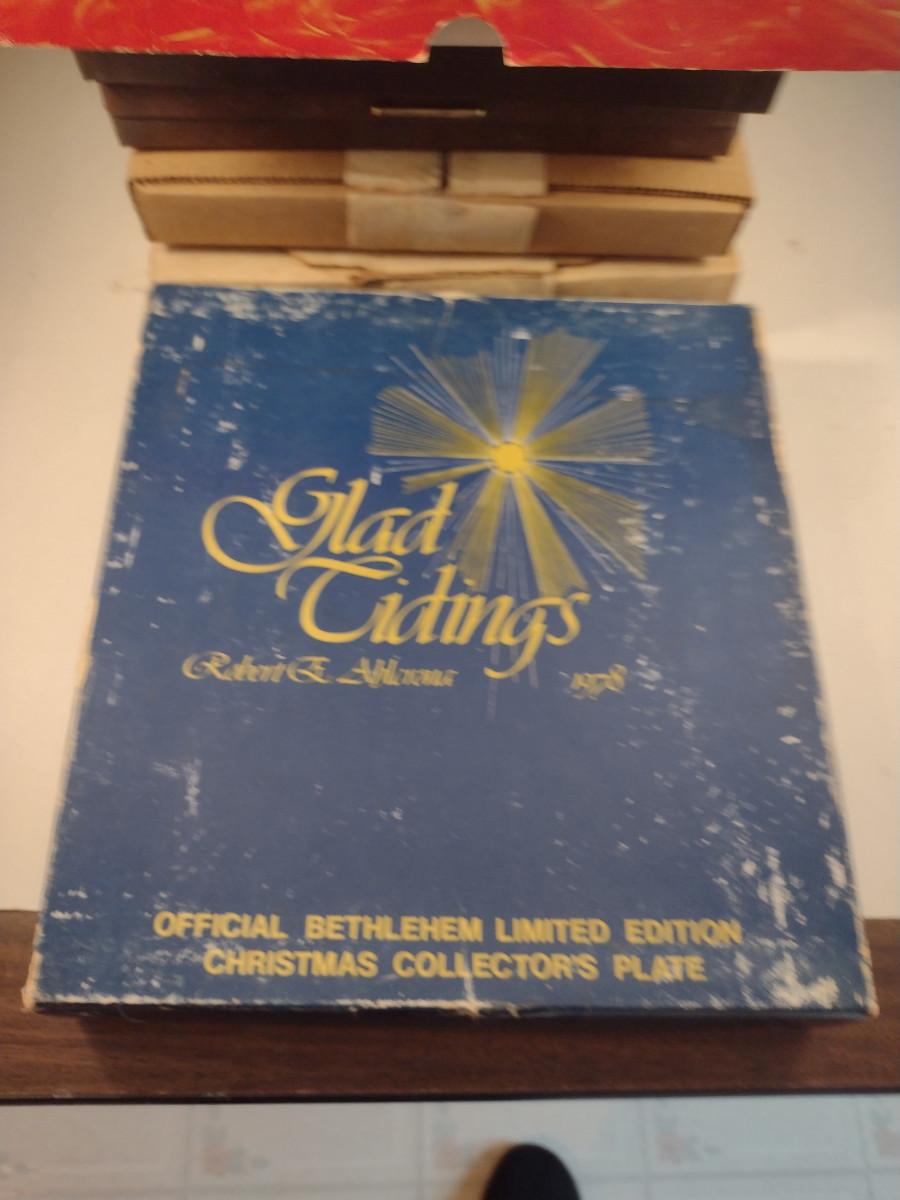 Glad
Tidings
Robert E. Ahlcrona 1978
OFFICIAL BETHLEHEM LIMITED EDITION
CHRISTMAS COLLECTOR'S PLATE